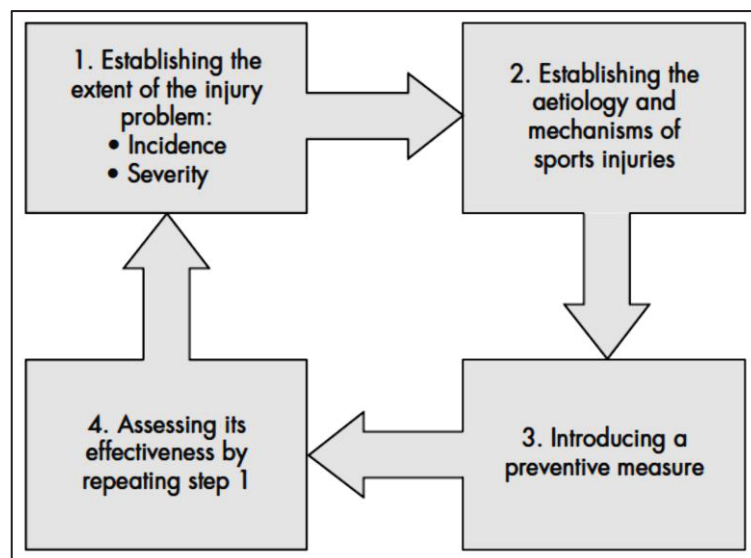 1. Establishing the
extent of the injury
problem:
• Incidence
• Severity
2. Establishing the
aetiology and
mechanisms of
sports injuries
3. Introducing a
preventive measure
4. Assessing its
effectiveness by
repeating step 1